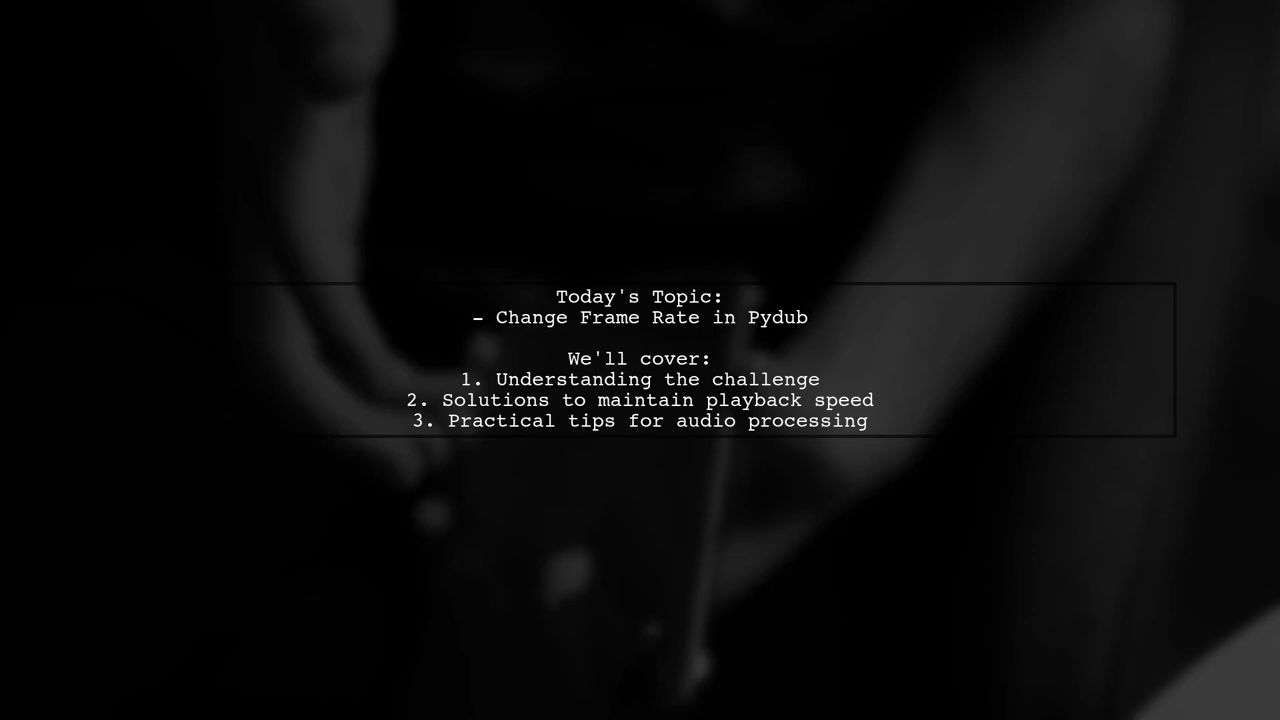 Today's Topic:
- Change Frame Rate in Pydub
We'll cover:
1. Understanding the challenge
2. Solutions to maintain playback speed
3. Practical tips for audio processing